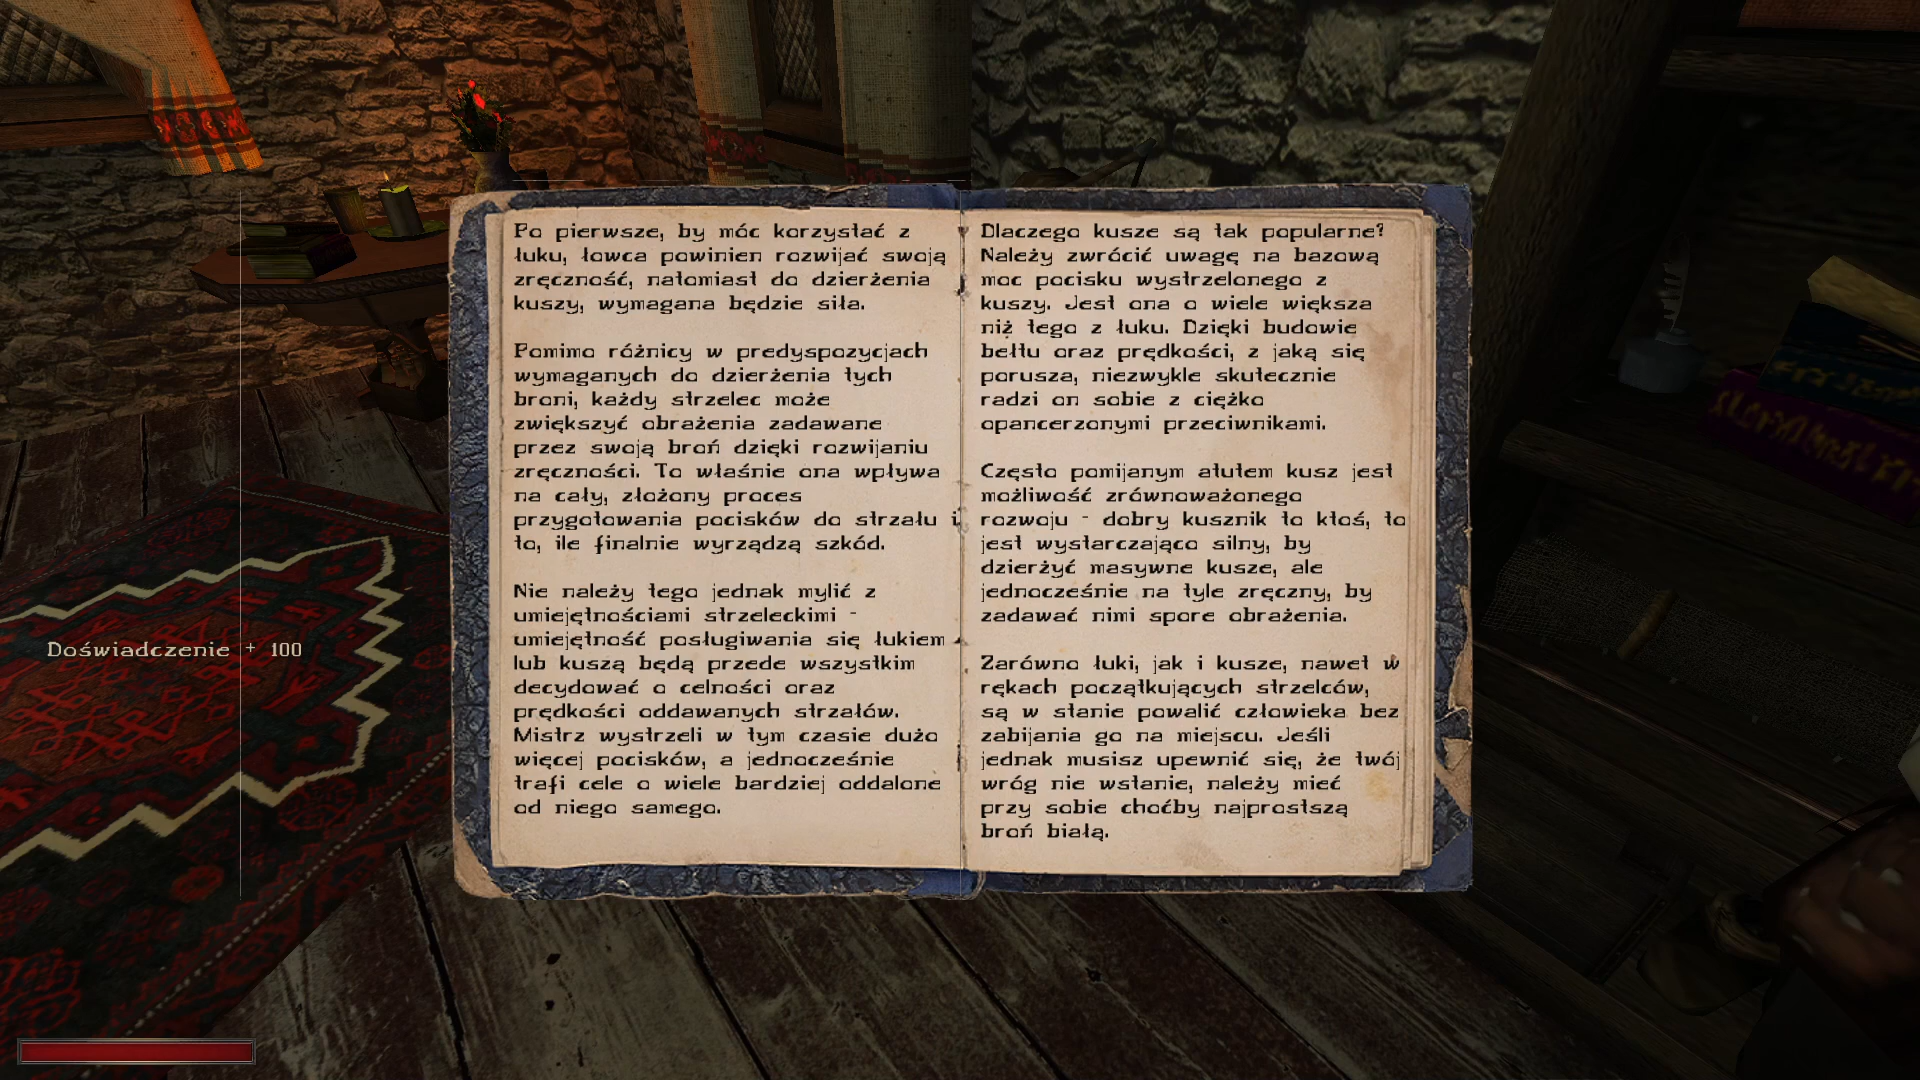 Po pierwsze, by móc korzystać z
łuku, łowca powinien rozwijać swoją
zręczność, natomiast do dzierżenia
kuszy, wymagana będzie siła.
Pomimo różnicy w predyspozycjach
wymaganych do dzierżenia tych
broni, każdy strzelec może
zwiększyć obrażenia zadawane
przez swoją broń dzięki rozwijaniu
zręczności. To właśnie ona wpływa
na cały, złożony proces
przygotowania pocisków do strzału i
to, ile finalnie wyrządzą szkód.
Nie należy tego jednak mylić z
umiejętnościami strzeleckimi -
umiejętność posługiwania się łukiem
lub kuszą będą przede wszystkim
decydować o celności oraz
prędkości oddawanych strzałów.
Mistrz wystrzeli w tym czasie dużo
więcej pocisków, a jednocześnie
trafi cele o wiele bardziej oddalone
od niego samego.
Dlaczego kusze są tak popularne?
Należy zwrócić uwagę na bazową
moc pocisku wystrzelonego z
kuszy. Jest ona o wiele większa
niż tego z łuku. Dzięki budowie
bełtu oraz prędkości, z jaką się
porusza, niezwykle skutecznie
radzi on sobie z ciężko
opancerzonymi przeciwnikami.
Często pomijanym atutem kusz jest
możliwość zrównoważonego
rozwoju - dobry kusznik to ktoś, to
jest wystarczająco silny, by
dzierżyć masywne kusze, ale
jednocześnie na tyle zręczny, by
zadawać nimi spore obrażenia.
Zarówno łuki, jak i kusze, nawet w
rękach początkujących strzelców,
są w stanie powalić człowieka bez
zabijania go na miejscu. Jeśli
jednak musisz upewnić się, że twój
wróg nie wstanie, należy mieć
przy sobie choćby najprostszą
broń białą.
Doświadczenie + 100